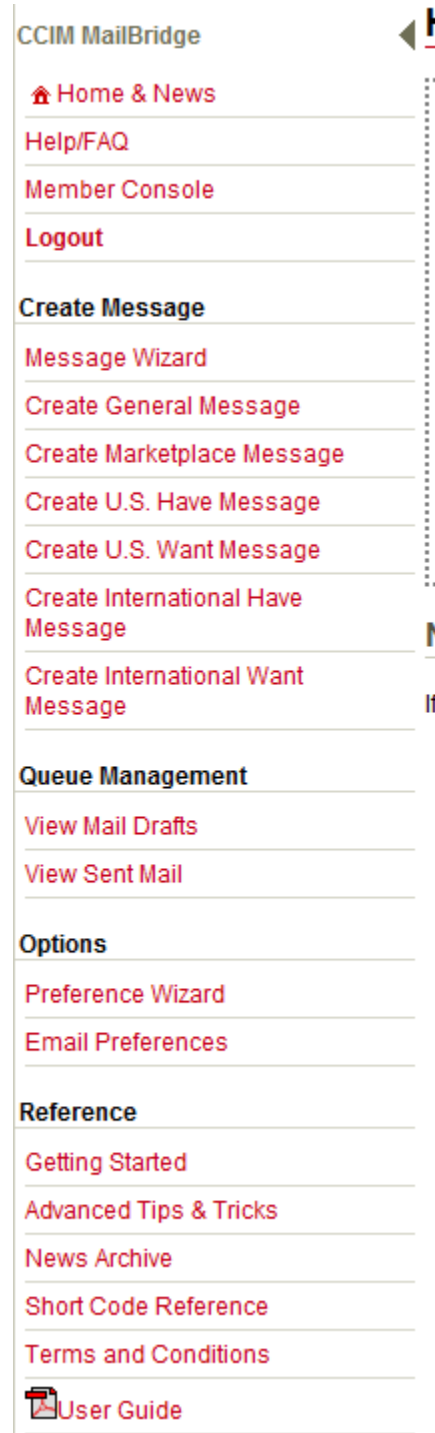 CCIM MailBridge
Home & News
Help/FAQ
Member Console
Logout
Create Message
Message Wizard
Create General Message
Create Marketplace Message
Create U.S. Have Message
Create U.S. Want Message
Create International Have
Message
Create International Want
Message
Queue Management
View Mail Drafts
View Sent Mail
Options
Preference Wizard
Email Preferences
Reference
Getting Started
Advanced Tips & Tricks
News Archive
Short Code Reference
Terms and Conditions
User Guide